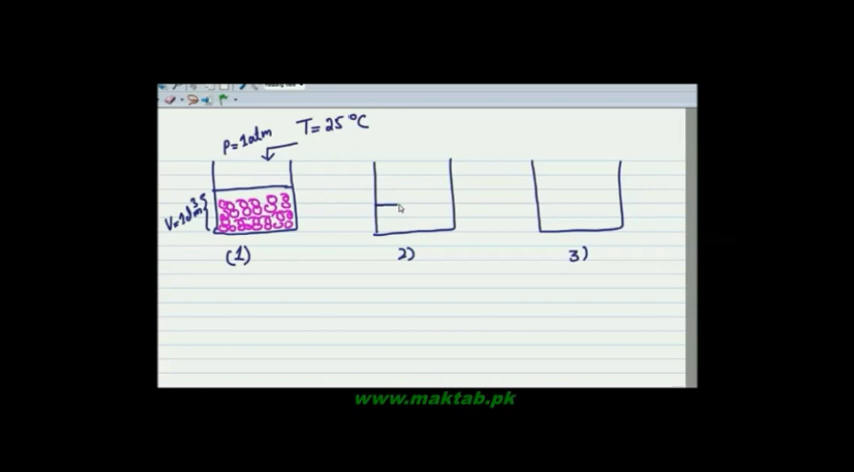 P=1atm
T=25°C
V=1dm³
(1)
2)
3)
www.maktab.pk